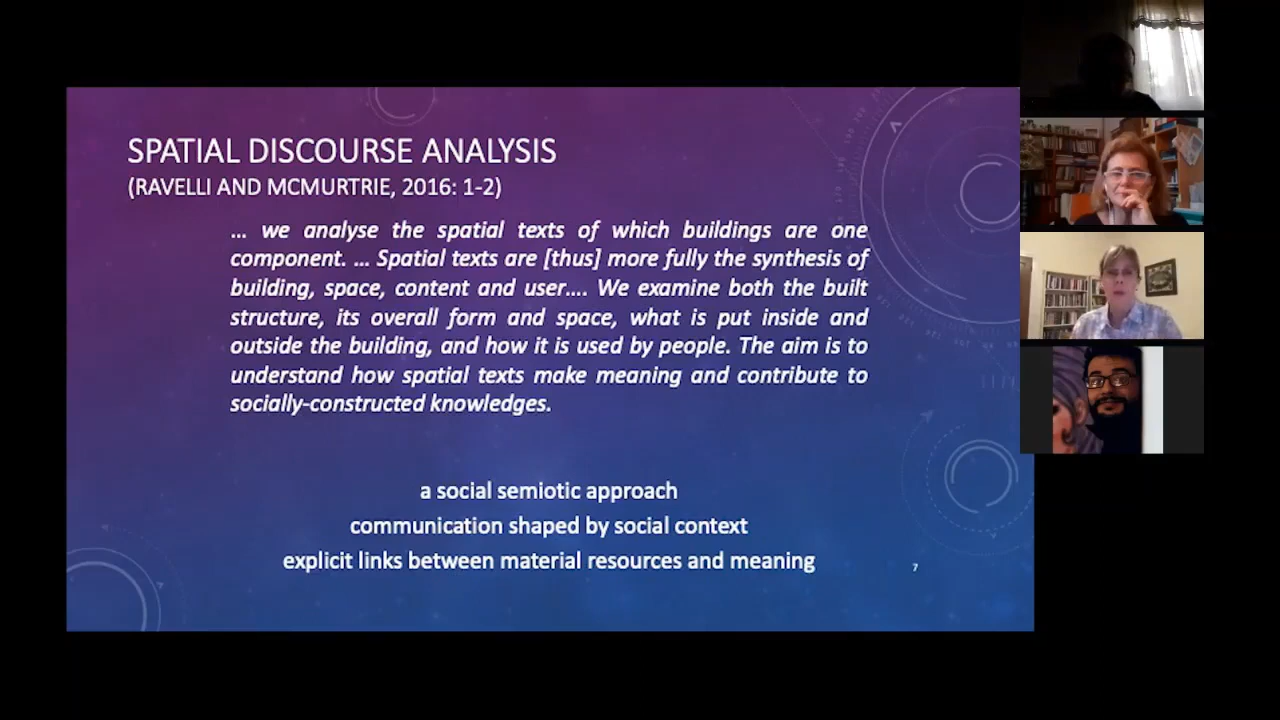 SPATIAL DISCOURSE ANALYSIS
(RAVELLI AND MCMURTRIE, 2016: 1-2)
... we analyse the spatial texts of which buildings are one
component. ... Spatial texts are [thus] more fully the synthesis of
building, space, content and user.... We examine both the built
structure, its overall form and space, what is put inside and
outside the building, and how it is used by people. The aim is to
understand how spatial texts make meaning and contribute to
socially-constructed knowledges.
a social semiotic approach
communication shaped by social context
explicit links between material resources and meaning
7